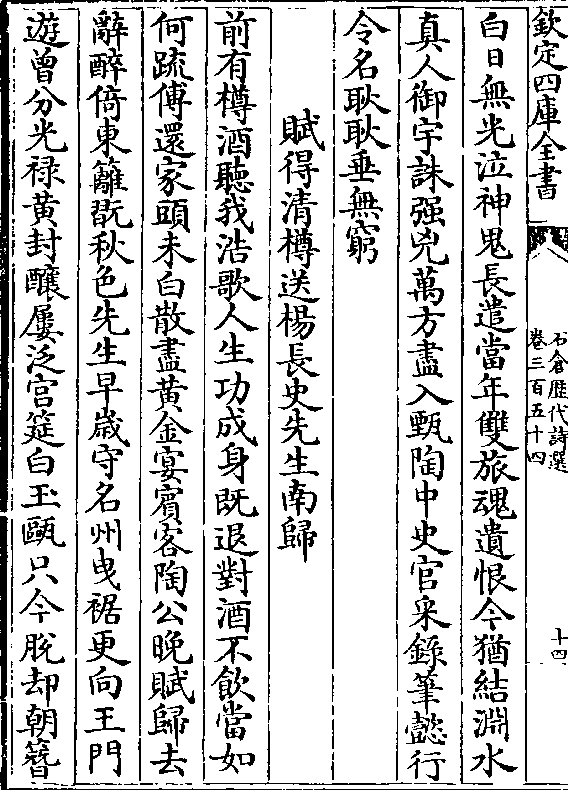 欽定四庫全書
石倉歴代詩選
卷三百五十四
十四
白日無光泣神鬼長遣當年雙旅魂遺恨今猶結淵水
真人御宇誅强兇萬方盡入甄陶中史官采錄筆懿行
令名耿耿垂無窮
賦得清樽送楊長史先生南歸
前有樽酒聽我浩歌人生功成身既退對酒不飲當如
何疏傅還家頭未白散盡黄金宴賓客陶公晚賦歸去
辭醉倚東籬翫秋色先生早嵗守名州曳裾更向王門
遊曾分光禄黄封釀屢泛宫筵白玉甌只今脫却朝簪